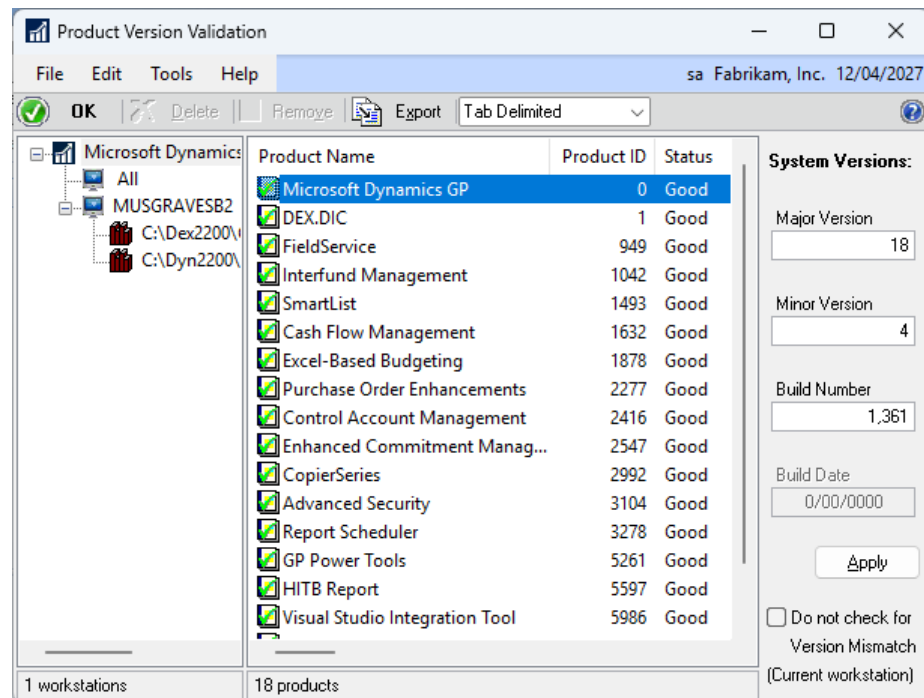 Product Version Validation
File Edit Tools Help sa Fabrikam, Inc. 12/04/2027
OK Delete Remove Export Tab Delimited
Microsoft Dynamics
All
MUSGRAVESB2
C:\Dex2200\
C:\Dyn2200\
Product Name Product ID Status
Microsoft Dynamics GP 0 Good
DEX.DIC 1 Good
FieldService 949 Good
Interfund Management 1042 Good
SmartList 1493 Good
Cash Flow Management 1632 Good
Excel-Based Budgeting 1878 Good
Purchase Order Enhancements 2277 Good
Control Account Management 2416 Good
Enhanced Commitment Manag... 2547 Good
CopierSeries 2992 Good
Advanced Security 3104 Good
Report Scheduler 3278 Good
GP Power Tools 5261 Good
HITB Report 5597 Good
Visual Studio Integration Tool 5986 Good
System Versions:
Major Version
18
Minor Version
4
Build Number
1,361
Build Date
0/00/0000
Apply
Do not check for
Version Mismatch
(Current workstation)
1 workstations
18 products